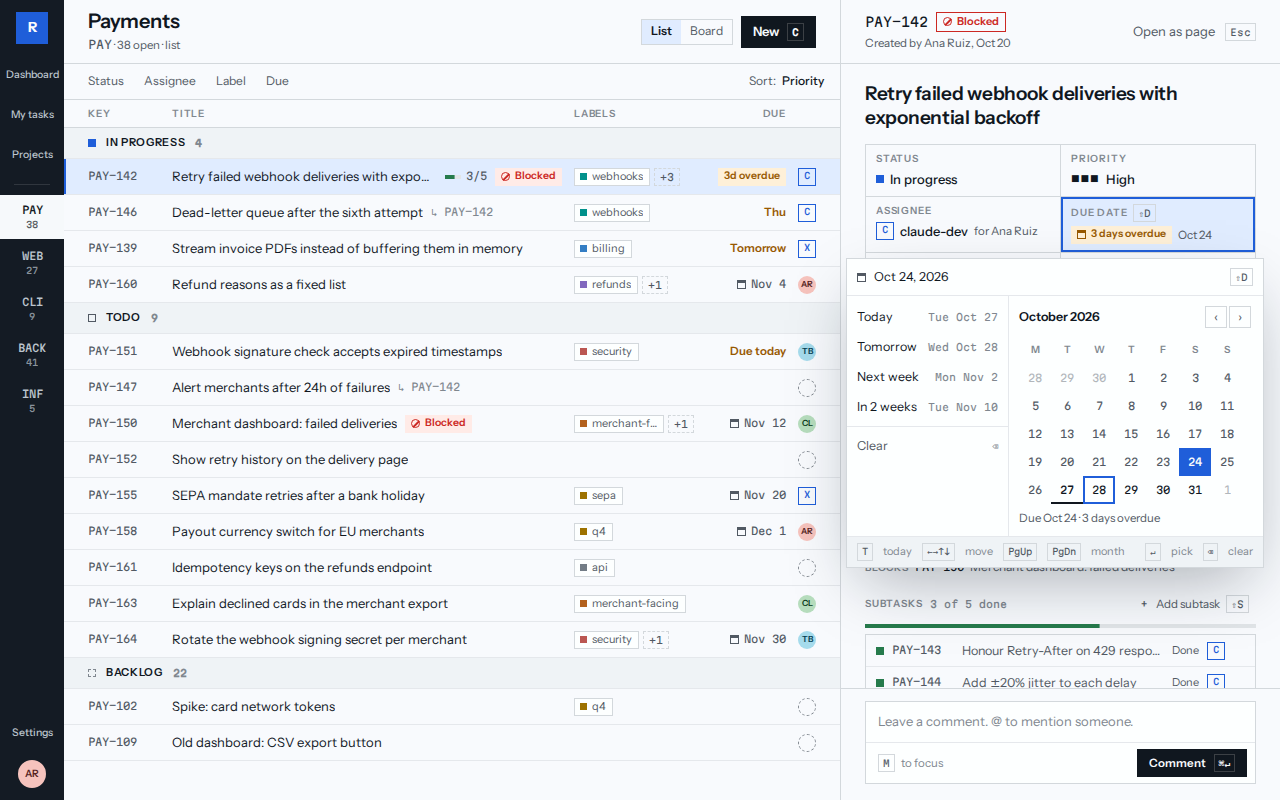 R
Dashboard
My tasks
Projects
PAY
38
WEB
27
CLI
9
BACK
41
INF
5
Settings
AR
Payments
PAY·38 open·list
List
Board
New C
Status Assignee Label Due
Sort: Priority
KEY TITLE LABELS DUE
IN PROGRESS 4
PAY-142 Retry failed webhook deliveries with expo… 3/5 Blocked webhooks +3 3d overdue C
PAY-146 Dead-letter queue after the sixth attempt ↳ PAY-142 webhooks Thu C
PAY-139 Stream invoice PDFs instead of buffering them in memory billing Tomorrow X
PAY-160 Refund reasons as a fixed list refunds +1 Nov 4 AR
TODO 9
PAY-151 Webhook signature check accepts expired timestamps security Due today TB
PAY-147 Alert merchants after 24h of failures ↳ PAY-142
PAY-150 Merchant dashboard: failed deliveries Blocked merchant-f… +1 Nov 12 CL
PAY-152 Show retry history on the delivery page
PAY-155 SEPA mandate retries after a bank holiday sepa Nov 20 X
PAY-158 Payout currency switch for EU merchants q4 Dec 1 AR
PAY-161 Idempotency keys on the refunds endpoint api
PAY-163 Explain declined cards in the merchant export merchant-facing CL
PAY-164 Rotate the webhook signing secret per merchant security +1 Nov 30 TB
BACKLOG 22
PAY-102 Spike: card network tokens q4
PAY-109 Old dashboard: CSV export button
PAY-142 Blocked
Created by Ana Ruiz, Oct 20
Open as page Esc
Retry failed webhook deliveries with
exponential backoff
STATUS
In progress
PRIORITY
High
ASSIGNEE
C claude-dev for Ana Ruiz
DUE DATE ⇧D
3 days overdue Oct 24
Oct 24, 2026 ⇧D
Today Tue Oct 27
Tomorrow Wed Oct 28
Next week Mon Nov 2
In 2 weeks Tue Nov 10
Clear ⌫
October 2026 ‹ ›
M T W T F S S
28 29 30 1 2 3 4
5 6 7 8 9 10 11
12 13 14 15 16 17 18
19 20 21 22 23 24 25
26 27 28 29 30 31 1
Due Oct 24·3 days overdue
T today ←→↑↓ move PgUp PgDn month ↵ pick ⌫ clear
BLOCKS PAY-150 Merchant dashboard: failed deliveries
SUBTASKS 3 of 5 done + Add subtask ⇧S
PAY-143 Honour Retry-After on 429 respo… Done C
PAY-144 Add ±20% jitter to each delay Done C
Leave a comment. @ to mention someone.
M to focus
Comment ⌘↵